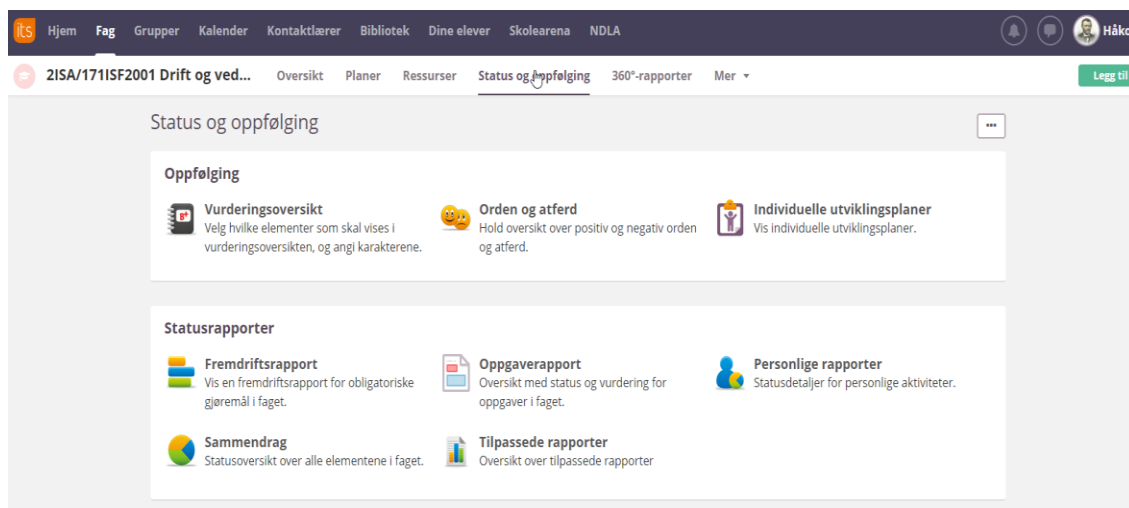 its Hjem Fag Grupper Kalender Kontaktlærer Bibliotek Dine elever Skolearena NDLA Håko
2ISA/171ISF2001 Drift og ved... Oversikt Planer Ressurser Status og oppfølging 360°-rapporter Mer Legg til
Status og oppfølging
...
Oppfølging
Vurderingsoversikt
Velg hvilke elementer som skal vises i
vurderingsoversikten, og angi karakterene.
Orden og atferd
Hold oversikt over positiv og negativ orden
og atferd.
Individuelle utviklingsplaner
Vis individuelle utviklingsplaner.
Statusrapporter
Fremdriftsrapport
Vis en fremdriftsrapport for obligatoriske
gjøremål i faget.
Oppgaverapport
Oversikt med status og vurdering for
oppgaver i faget.
Personlige rapporter
Statusdetaljer for personlige aktiviteter.
Sammendrag
Statusoversikt over alle elementene i faget.
Tilpassede rapporter
Oversikt over tilpassede rapporter